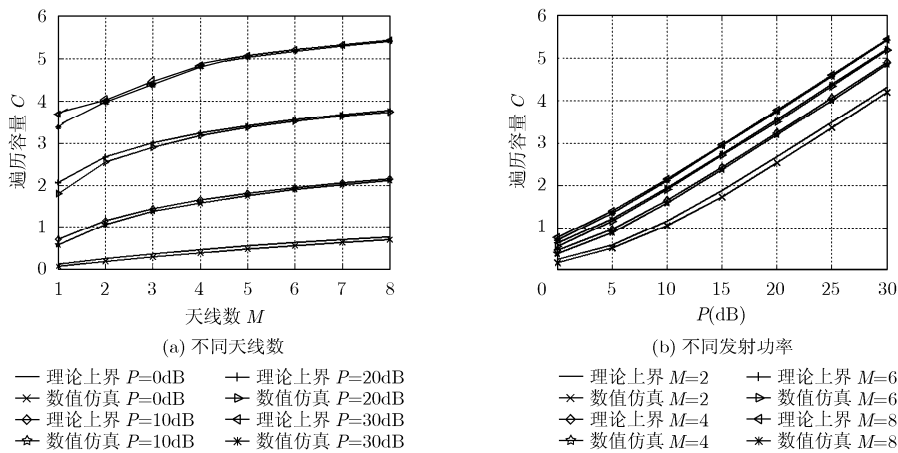 6
5
4
3
2
1
0
遍历容量 C
1 2 3 4 5 6 7 8
天线数 M
(a) 不同天线数
理论上界 P=0dB
数值仿真 P=0dB
理论上界 P=10dB
数值仿真 P=10dB
理论上界 P=20dB
数值仿真 P=20dB
理论上界 P=30dB
数值仿真 P=30dB
6
5
4
3
2
1
遍历容量 C
0 5 10 15 20 25 30
P(dB)
(b) 不同发射功率
理论上界 M=2
数值仿真 M=2
理论上界 M=4
数值仿真 M=4
理论上界 M=6
数值仿真 M=6
理论上界 M=8
数值仿真 M=8